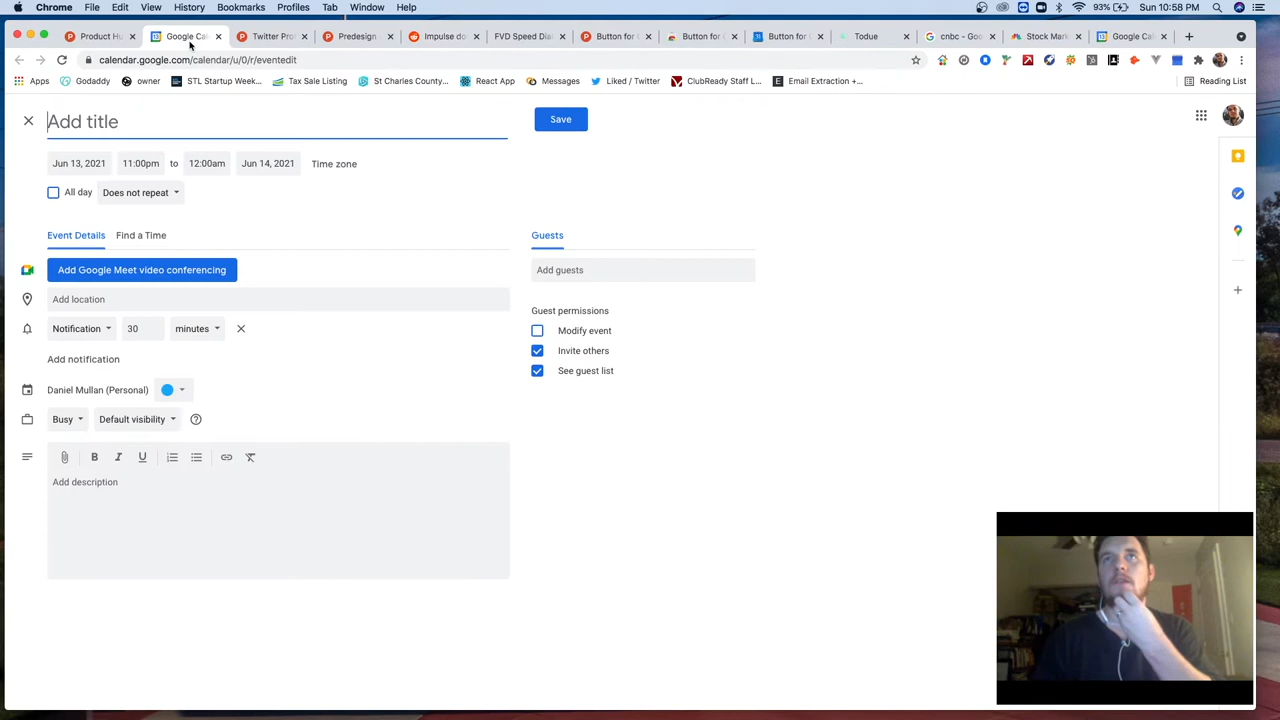 Chrome File Edit View History Bookmarks Profiles Tab Window Help 93% Sun 10:58 PM
Product Hu Google Cal Twitter Prof Predesign Impulse do FVD Speed Dia Button for Button for Button for Todue cnbc - Goo Stock Mark Google Cal
calendar.google.com/calendar/u/0/r/eventedit
Apps Godaddy owner STL Startup Week... Tax Sale Listing St Charles County... React App Messages Liked / Twitter ClubReady Staff L... Email Extraction +... Reading List
Add title
Save
Jun 13, 2021 11:00pm to 12:00am Jun 14, 2021 Time zone
All day Does not repeat
Event Details Find a Time
Guests
Add Google Meet video conferencing
Add guests
Add location
Guest permissions
Notification 30 minutes
Modify event
Invite others
Add notification
See guest list
Daniel Mullan (Personal)
Busy Default visibility
B I U
Add description